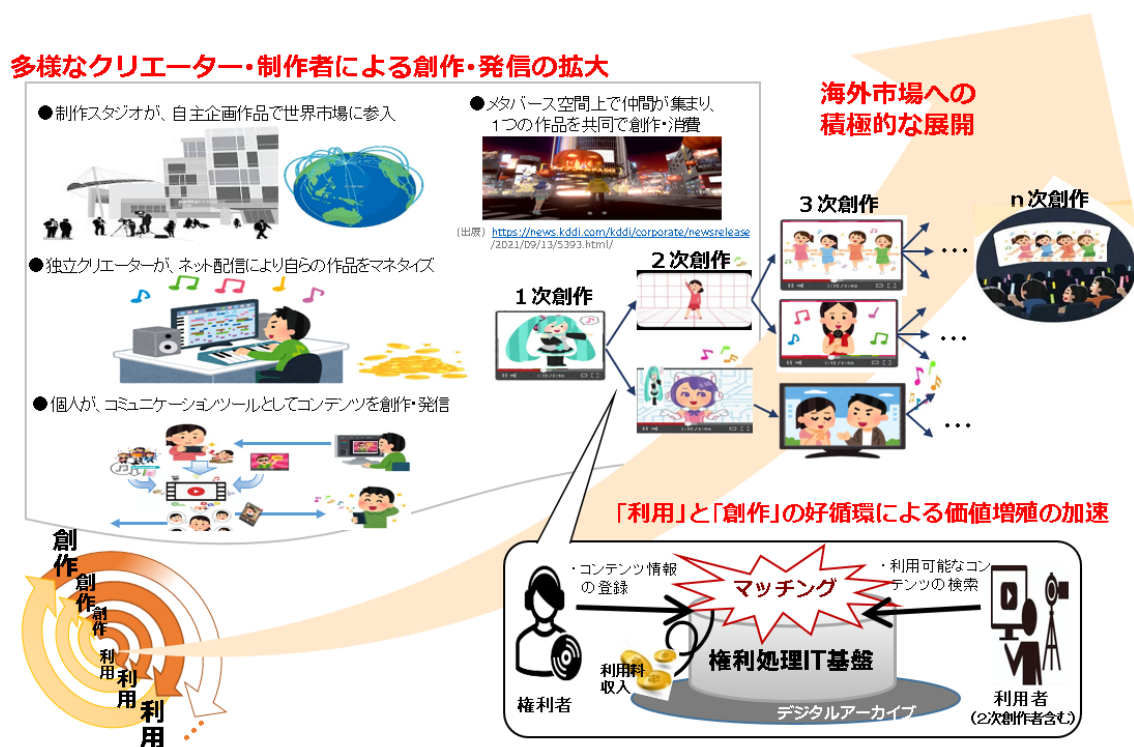 多様なクリエーター・制作者による創作・発信の拡大
●制作スタジオが、自主企画作品で世界市場に参入
●メタバース空間上で仲間が集まり、
1つの作品を共同で創作・消費
(出展) https://news.kddi.com/kddi/corporate/newsrelease
/2021/09/13/5393.html/
●独立クリエーターが、ネット配信により自らの作品をマネタイズ
●個人が、コミュニケーションツールとしてコンテンツを創作・発信
海外市場への
積極的な展開
1次創作
2次創作
3次創作
n次創作
…
…
…
「利用」と「創作」の好循環による価値増殖の加速
創作
創作
創作
利用
利用
利用
・コンテンツ情報
の登録
マッチング
・利用可能なコン
テンツの検索
権利処理IT基盤
利用料
収入
デジタルアーカイブ
権利者
利用者
(2次創作者含む)